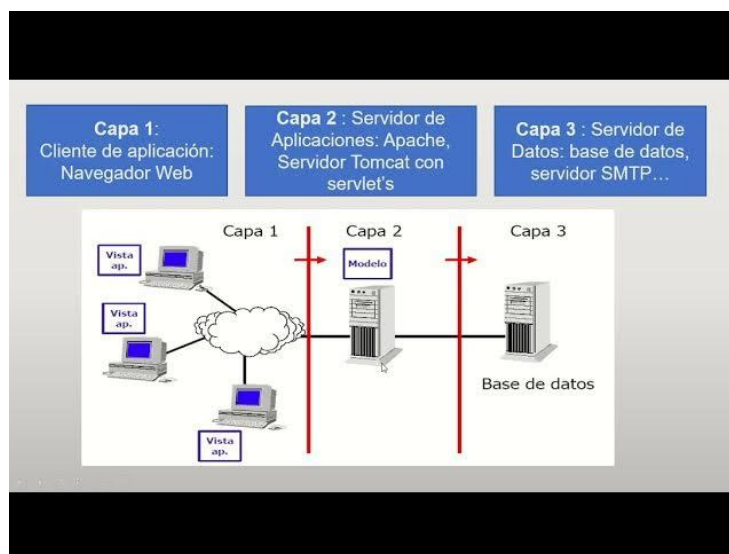 Capa 1:
Cliente de aplicación:
Navegador Web
Capa 2 : Servidor de
Aplicaciones: Apache,
Servidor Tomcat con
servlet's
Capa 3 : Servidor de
Datos: base de datos,
servidor SMTP…
Capa 1
Capa 2
Capa 3
Vista
ap.
Modelo
Vista
ap.
Base de datos
Vista
ap.